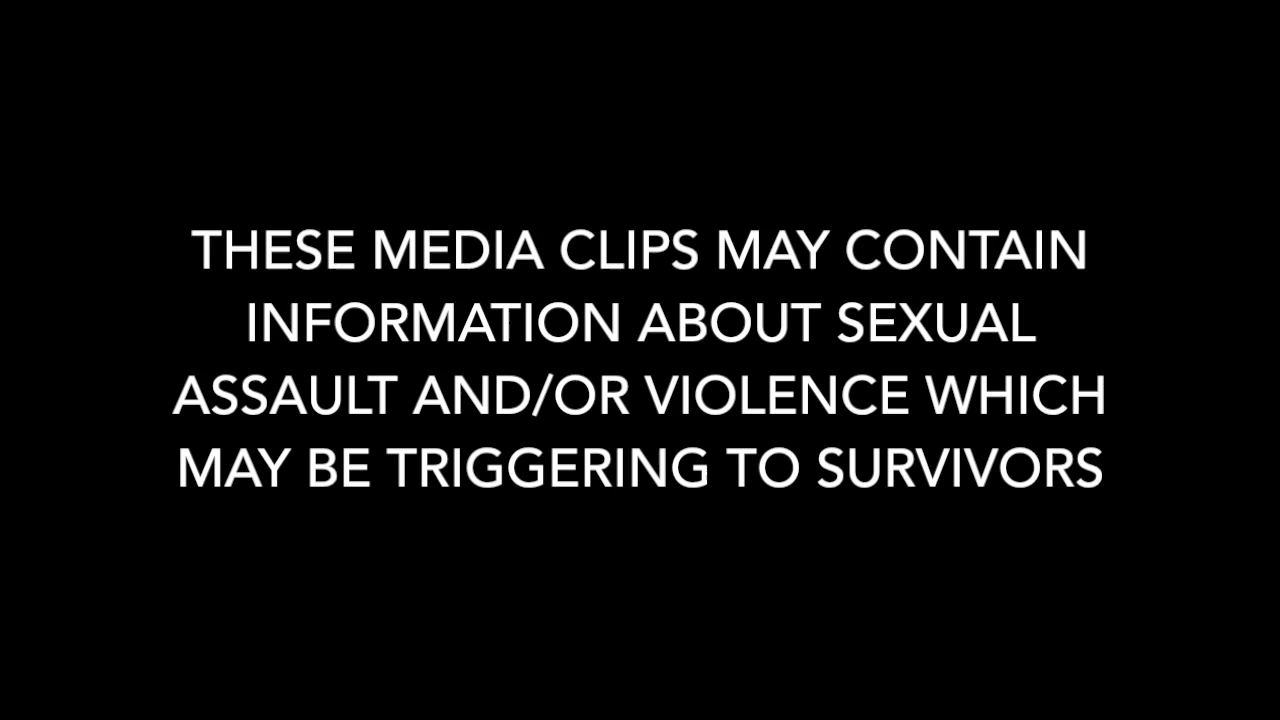 THESE MEDIA CLIPS MAY CONTAIN
INFORMATION ABOUT SEXUAL
ASSAULT AND/OR VIOLENCE WHICH
MAY BE TRIGGERING TO SURVIVORS